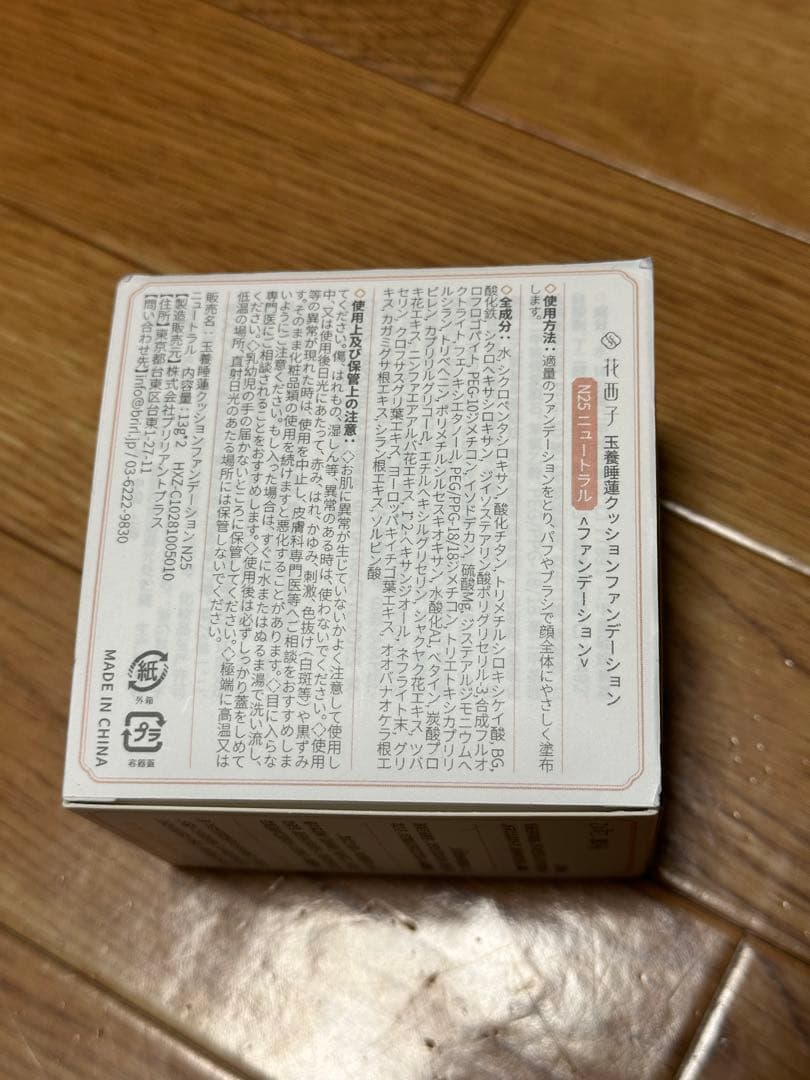 花西子 玉養睡蓮クッションファンデーション
N25 ニュートラル <ファンデーション>
◇使用方法:適量のファンデーションをとり、パフやブラシで顔全体にやさしく塗布
します。
◇全成分:水、シクロペンタシロキサン、酸化チタン、トリメチルシロキシケイ酸、BG、
酸化鉄、シクロヘキサシロキサン、ジイソステアリン酸ポリグリセリル-3、合成フルオ
ロフロゴパイト、PEG-10ジメチコン、イソドデカン、硫酸Mg、ジステアルジモニウムヘ
クトライト、フェノキシエタノール、PEG/PPG-18/18ジメチコン、トリエトキシカプリリ
ルシラン、トリベヘニン、ポリメチルシルセスキオキサン、水酸化Al、ベタイン、炭酸プロ
ピレン、カプリリルグリコール、エチルヘキシルグリセリン、シャクヤク花エキス、ツバ
キ花エキス、ニンファエアアルバ花エキス、1,2-ヘキサンジオール、ネフライト末、グリ
セリン、クロフサスグリ葉エキス、ヨーロッパキイチゴ葉エキス、オオバナオケラ根エ
キス、カガミグサ根エキス、シラン根エキス、ソルビン酸
◇使用上及び保管上の注意:◇お肌に異常が生じていないかよく注意して使用し
てください。傷、はれもの、湿しん等、異常のある時は、使わないでください。◇使用
中、又は使用後日光にあたって、赤み、はれ、かゆみ、刺激、色抜け(白斑等)や黒ずみ
等の異常が現れた時は、使用を中止し、皮膚科専門医等へご相談をおすすめしま
す。そのまま化粧品類の使用を続けますと悪化することがあります。◇目に入らな
いようにご注意ください。もし入った場合は、すぐに水またはぬるま湯で洗い流し、
専門医にご相談されることをおすすめします。◇使用後は必ずしっかり蓋をしめて
ください。◇乳幼児の手の届かないところに保管してください。◇極端に高温又は
低温の場所、直射日光のあたる場所には保管しないでください。
販売名:玉養睡蓮クッションファンデーション N25
ニュートラル 内容量:13g*2 HXZ-C10281005010
【製造販売元】株式会社ブリリアントプラス
【住所】東京都台東区台東1-27-11
【問い合わせ先】info@bnri.jp / 03-6222-9830
紙
外箱
プラ
容器蓋
MADE IN CHINA